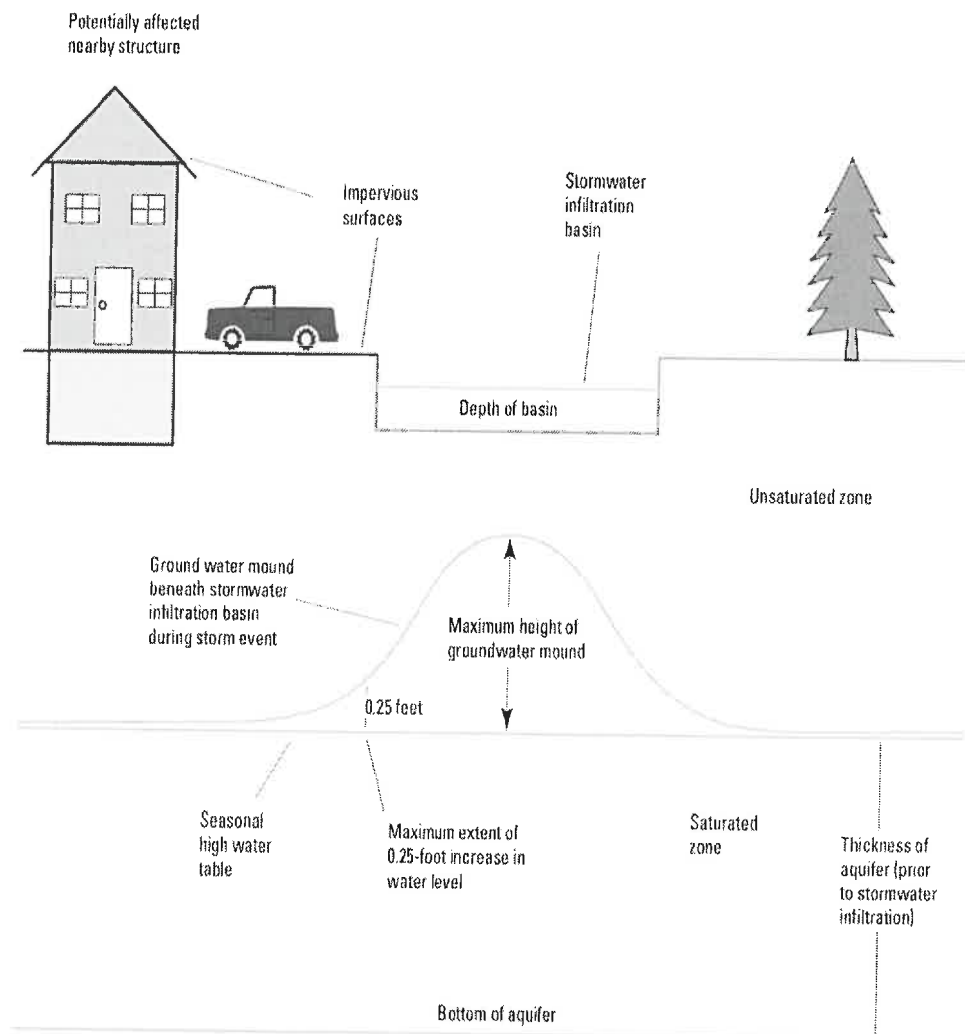 Potentially affected
nearby structure
Impervious
surfaces
Stormwater
infiltration
basin
Depth of basin
Unsaturated zone
Ground water mound
beneath stormwater
infiltration basin
during storm event
Maximum height of
groundwater mound
0.25 feet
Seasonal
high water
table
Maximum extent of
0.25-foot increase in
water level
Saturated
zone
Thickness of
aquifer (prior
to stormwater
infiltration)
Bottom of aquifer